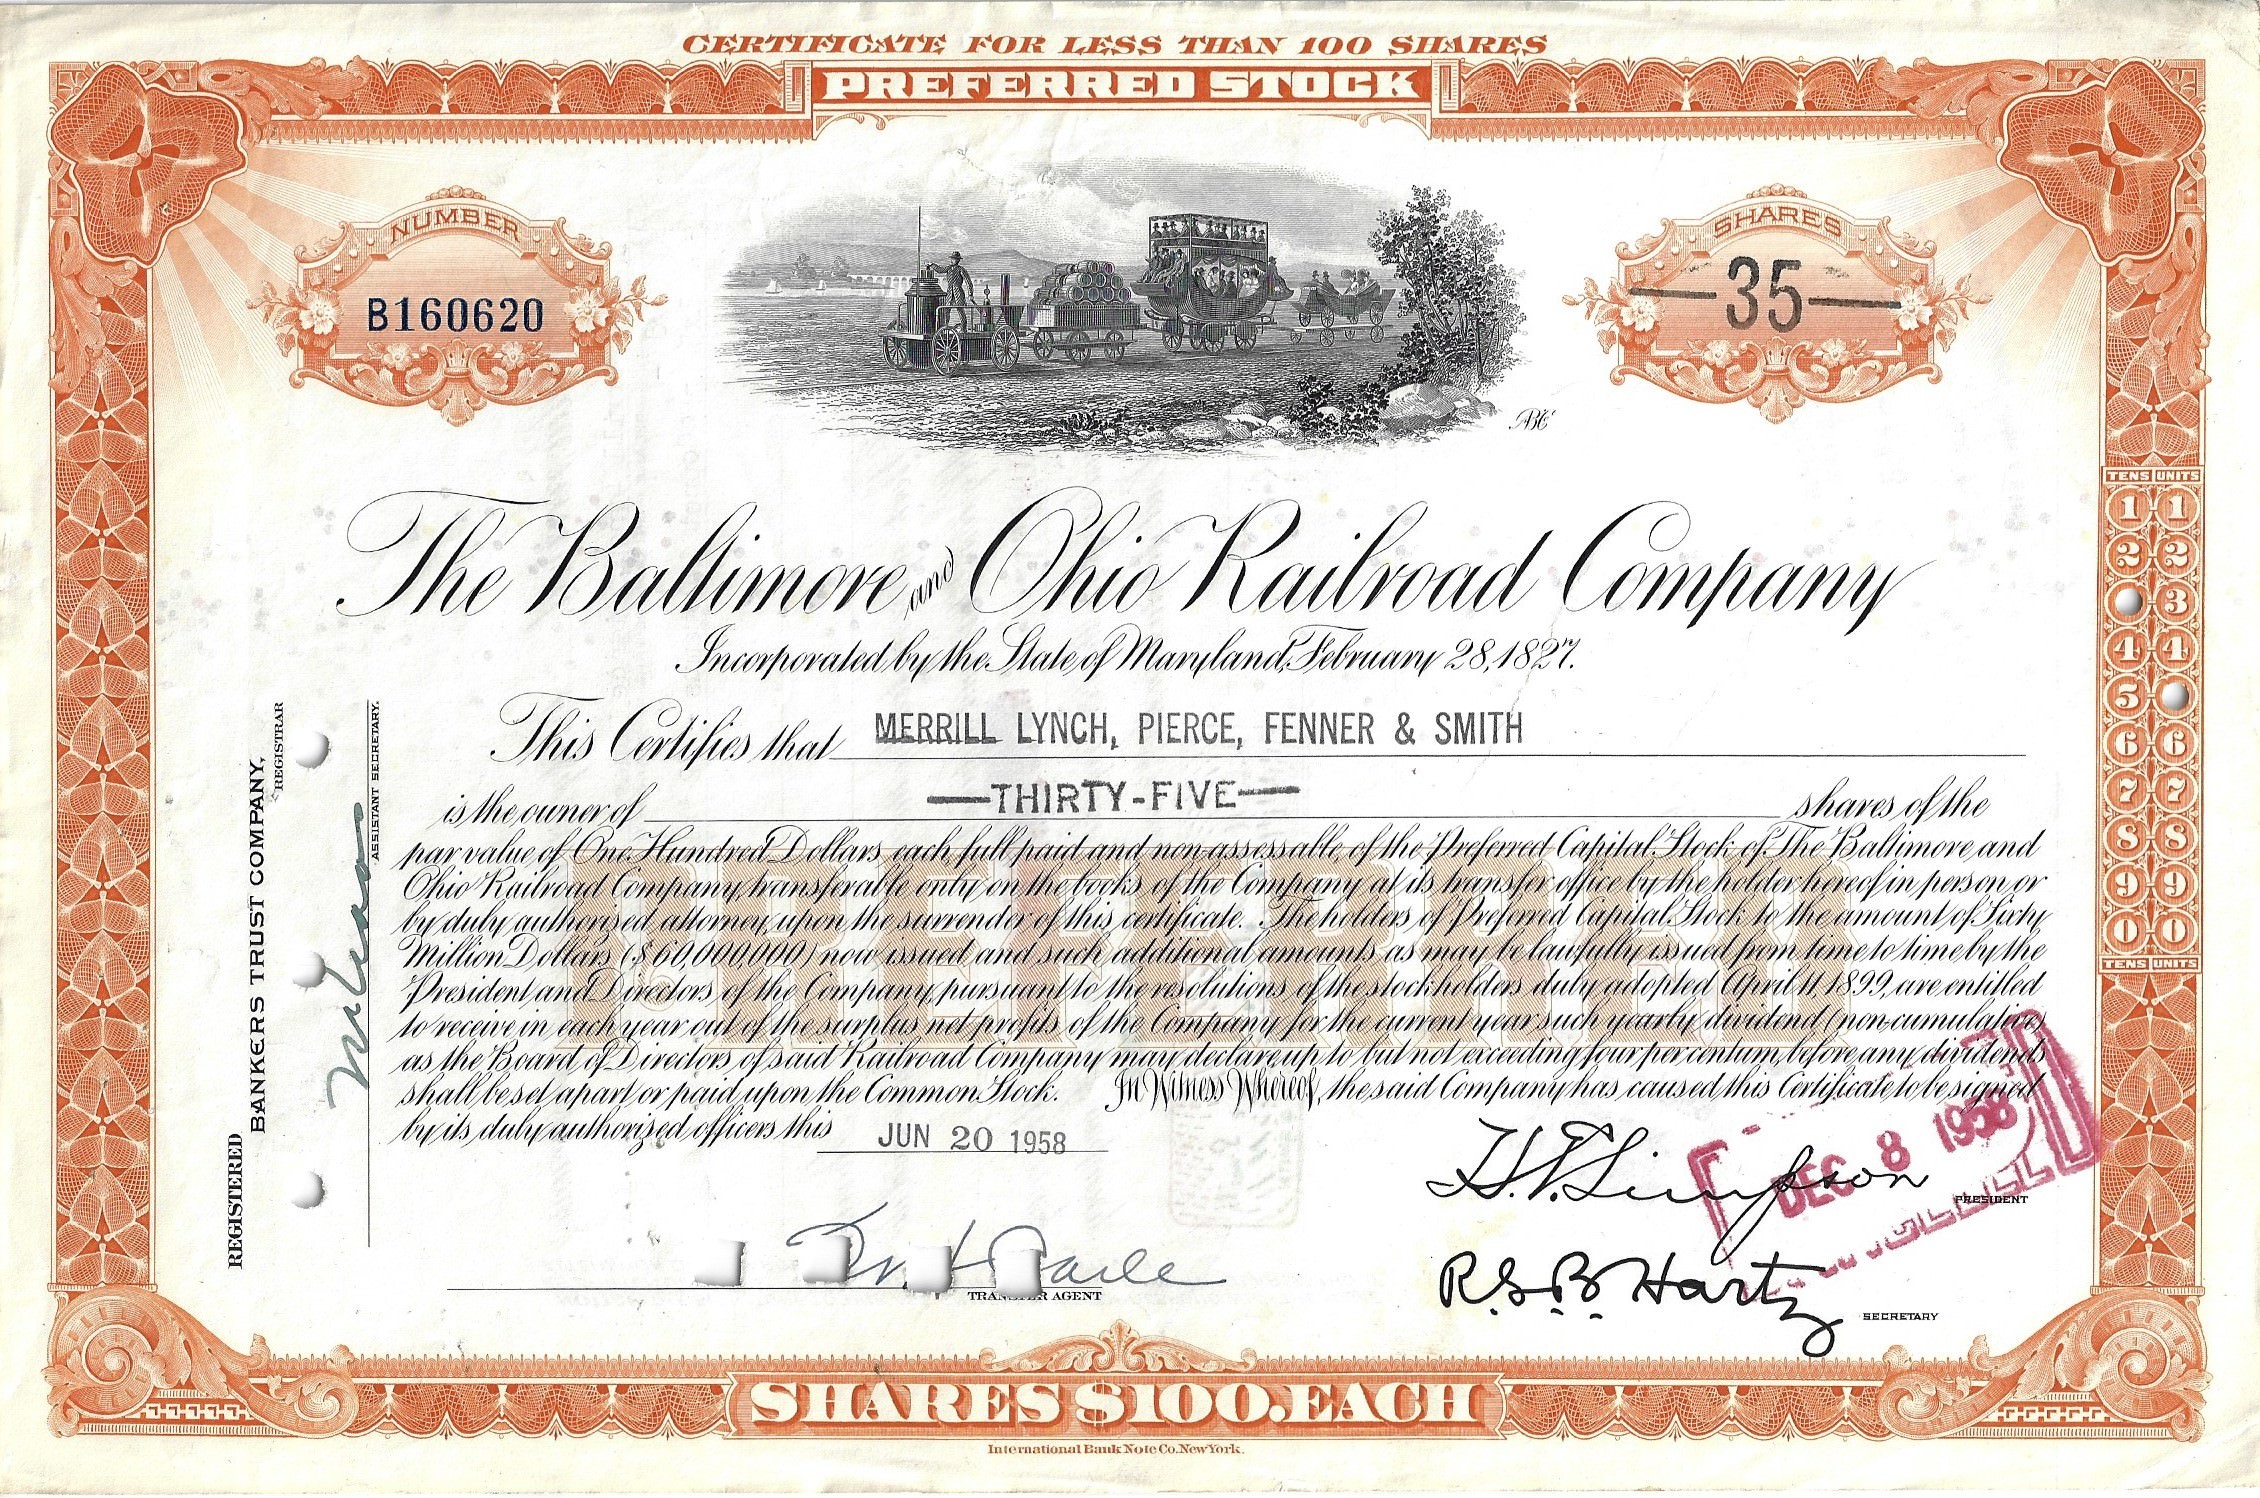 CERTIFICATE FOR LESS THAN 100 SHARES
PREFERRED STOCK
NUMBER
B160620
SHARES
—35—
The Baltimore and Ohio Railroad Company
Incorporated by the State of Maryland, February 28, 1827.
This Certifies that MERRILL LYNCH, PIERCE, FENNER & SMITH
is the owner of —THIRTY-FIVE— shares of the
par value of One Hundred Dollars each, full paid and non assessable, of the Preferred Capital Stock of The Baltimore and
Ohio Railroad Company, transferable only on the books of the Company at its transfer office by the holder hereof in person or
by duly authorized attorney, upon the surrender of this certificate. The holders of Preferred Capital Stock to the amount of Sixty
Million Dollars ($60,000,000) now issued and such additional amounts as may be lawfully issued from time to time by the
President and Directors of the Company, pursuant to the resolutions of the stockholders duly adopted April 11, 1899, are entitled
to receive in each year out of the surplus net profits of the Company for the current year such yearly dividend (non-cumulative)
as the Board of Directors of said Railroad Company may declare up to but not exceeding four per centum, before any dividends
shall be set apart or paid upon the Common Stock. In Witness Whereof, the said Company has caused this Certificate to be signed
by its duly authorized officers this JUN 20 1958
PREFERRED
TENS UNITS
1 1
2 2
3
4 4
5
6 6
7 7
8 8
9 9
0 0
TENS UNITS
REGISTERED
BANKERS TRUST COMPANY,
REGISTRAR
ASSISTANT SECRETARY.
DEC 8 1958
H. E. Simpson
PRESIDENT
TRANSFER AGENT
R. S. B. Hartz
SECRETARY
SHARES $100. EACH
International Bank Note Co. New York.